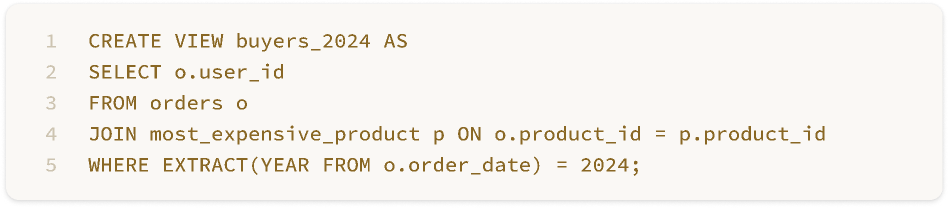 1 CREATE VIEW buyers_2024 AS
2 SELECT o.user_id
3 FROM orders o
4 JOIN most_expensive_product p ON o.product_id = p.product_id
5 WHERE EXTRACT(YEAR FROM o.order_date) = 2024;